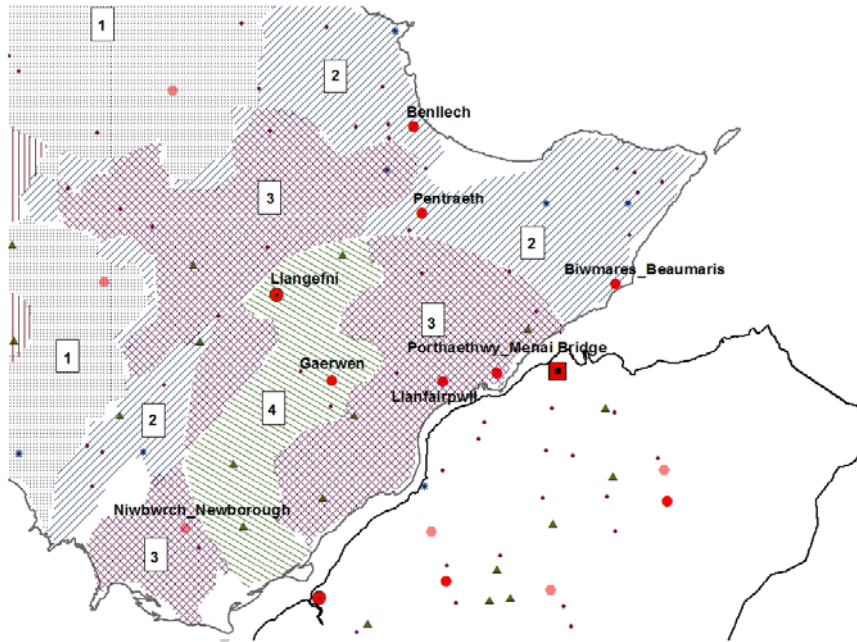 1
2
Benllech
3
Pentraeth
2
Llangefni
Biwmares_Beaumaris
3
Porthaethwy_Menai Bridge
1
Gaerwen
Llanfairpwll
4
2
Niwbwrch_Newborough
3